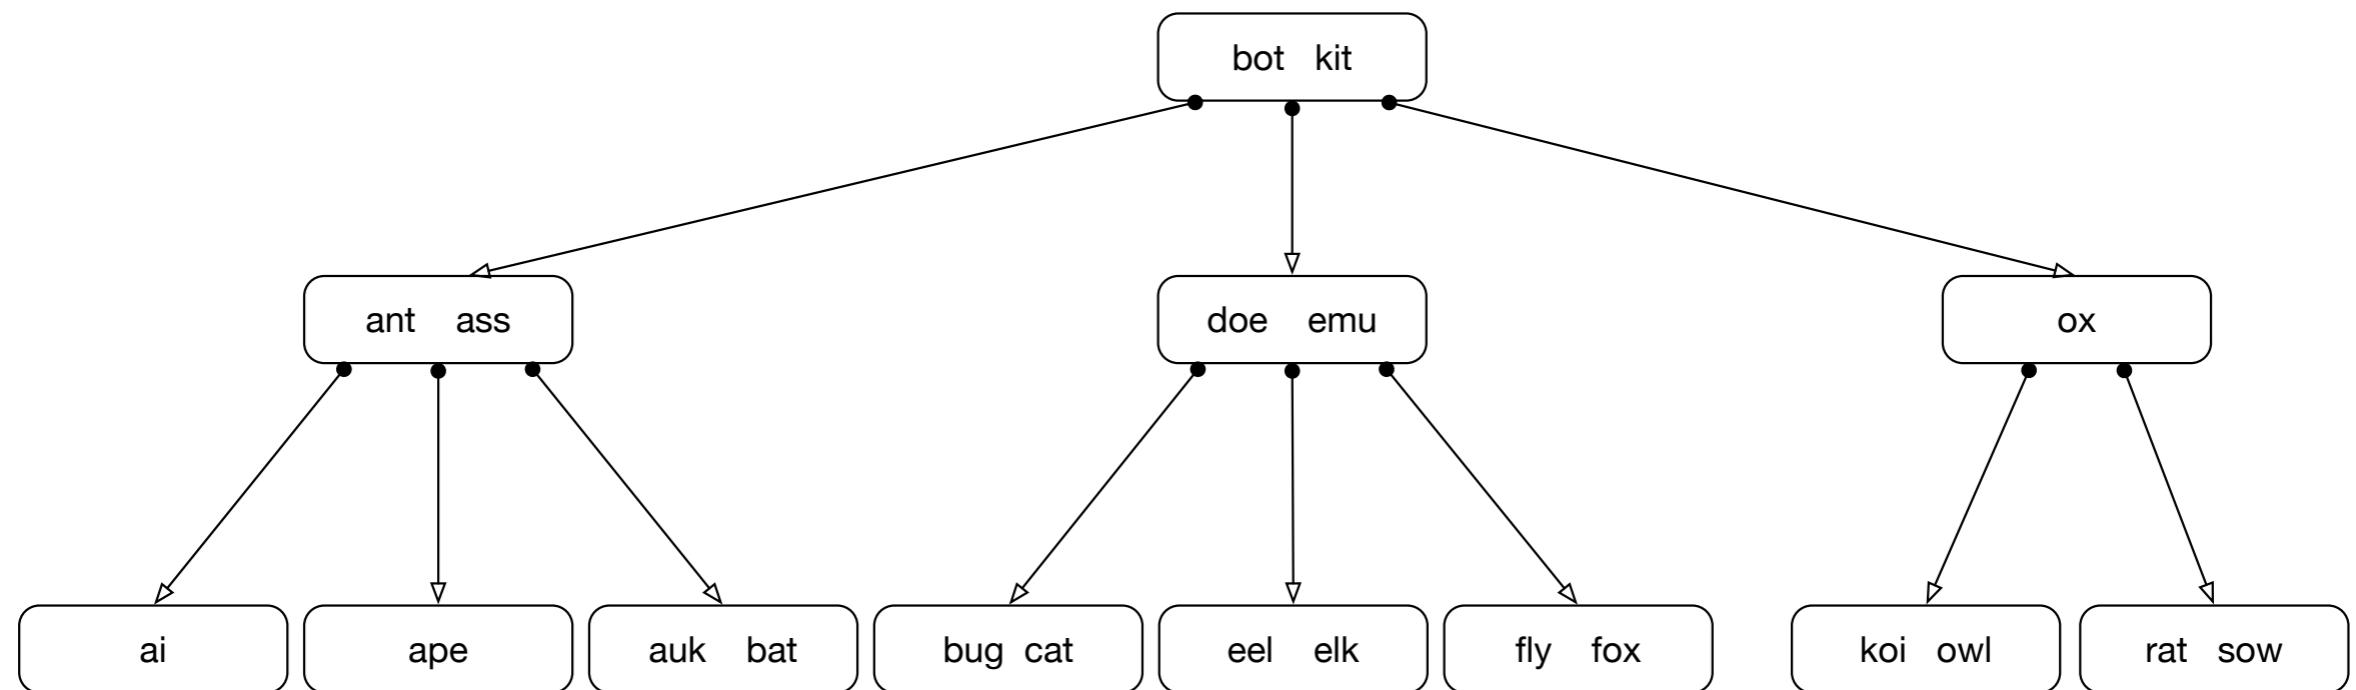 bot kit
ant ass doe emu ox
ai ape auk bat bug cat eel elk fly fox koi owl rat sow